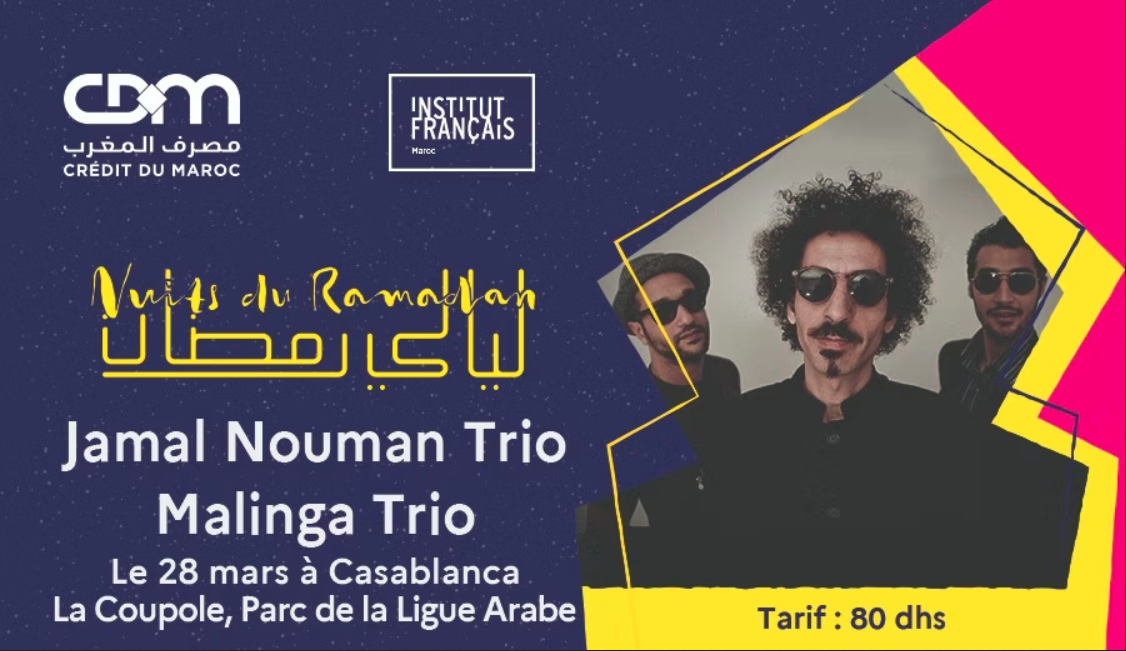 CDM
مصرف المغرب
CRÉDIT DU MAROC
INSTITUT
FRANÇAIS
Maroc
Nuits du Ramadan
ليالي رمضان
Jamal Nouman Trio
Malinga Trio
Le 28 mars à Casablanca
La Coupole, Parc de la Ligue Arabe
Tarif : 80 dhs